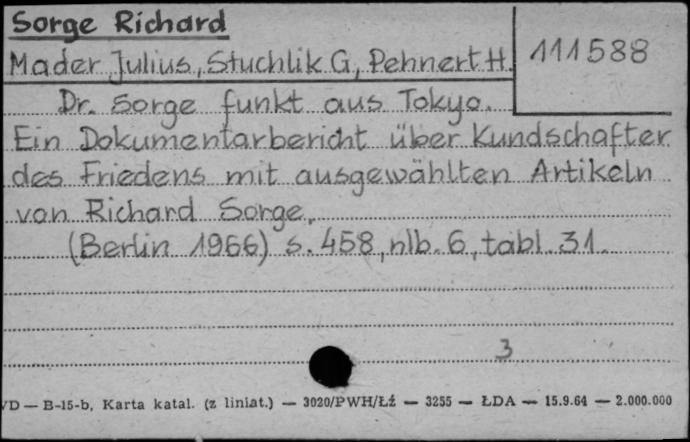 Sorge Richard
Mader Julius, Stuchlik G, Pehnert H.
111588
Dr. Sorge funkt aus Tokyo.
Ein Dokumentarbericht über Kundschafter
des Friedens mit ausgewählten Artikeln
von Richard Sorge.
(Berlin 1966) s. 458, nlb. 6, tabl. 31.
3
VD — B-15-b, Karta katal. (z liniat.) — 3020/PWH/Łź — 3255 — ŁDA — 15.9.64 — 2.000.000